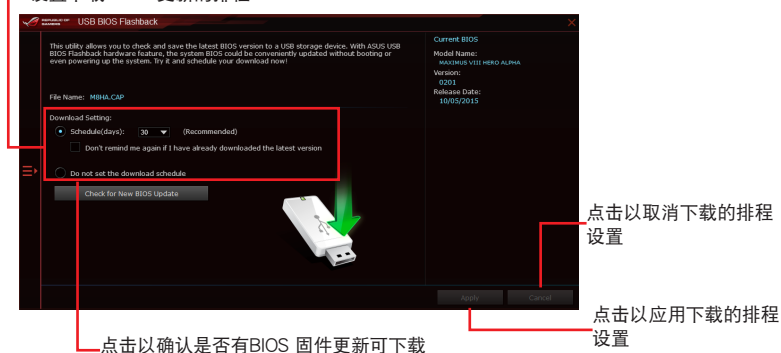 REPUBLIC OF GAMERS
USB BIOS Flashback
This utility allows you to check and save the latest BIOS version to a USB storage device. With ASUS USB
BIOS Flashback hardware feature, the system BIOS could be conveniently updated without booting or
even powering up the system. Try it and schedule your download now!
File Name: M8HA.CAP
Download Setting:
Schedule(days): 30 (Recommended)
Don't remind me again if I have already downloaded the latest version
Do not set the download schedule
Check for New BIOS Update
Current BIOS
Model Name:
MAXIMUS VIII HERO ALPHA
Version:
0201
Release Date:
10/05/2015
Apply
Cancel
点击以取消下载的排程
设置
点击以应用下载的排程
设置
点击以确认是否有BIOS 固件更新可下载